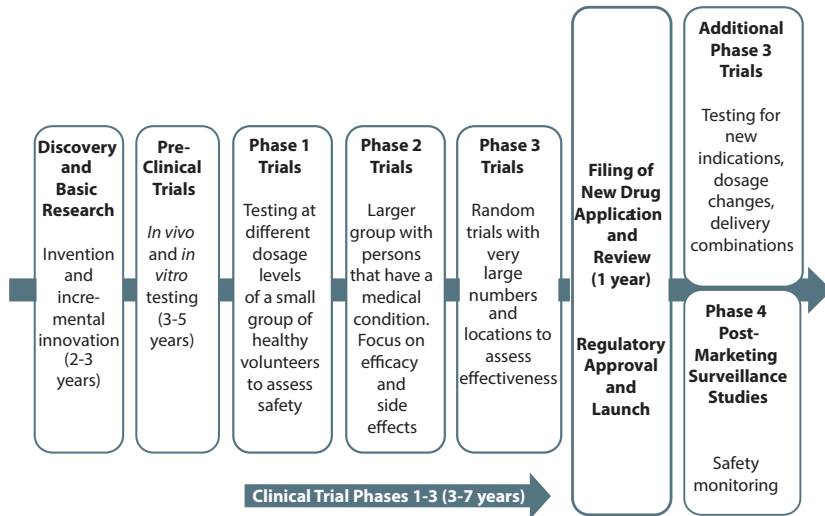 Discovery
and
Basic
Research
Invention
and
incre-
mental
innovation
(2-3
years)
Pre-
Clinical
Trials
In vivo
and in
vitro
testing
(3-5
years)
Phase 1
Trials
Testing at
different
dosage
levels
of a small
group of
healthy
volunteers
to assess
safety
Phase 2
Trials
Larger
group with
persons
that have a
medical
condition.
Focus on
efficacy
and
side
effects
Phase 3
Trials
Random
trials with
very
large
numbers
and
locations to
assess
effectiveness
Filing of
New Drug
Application
and
Review
(1 year)
Regulatory
Approval
and
Launch
Additional
Phase 3
Trials
Testing for
new
indications,
dosage
changes,
delivery
combinations
Phase 4
Post-
Marketing
Surveillance
Studies
Safety
monitoring
Clinical Trial Phases 1-3 (3-7 years)